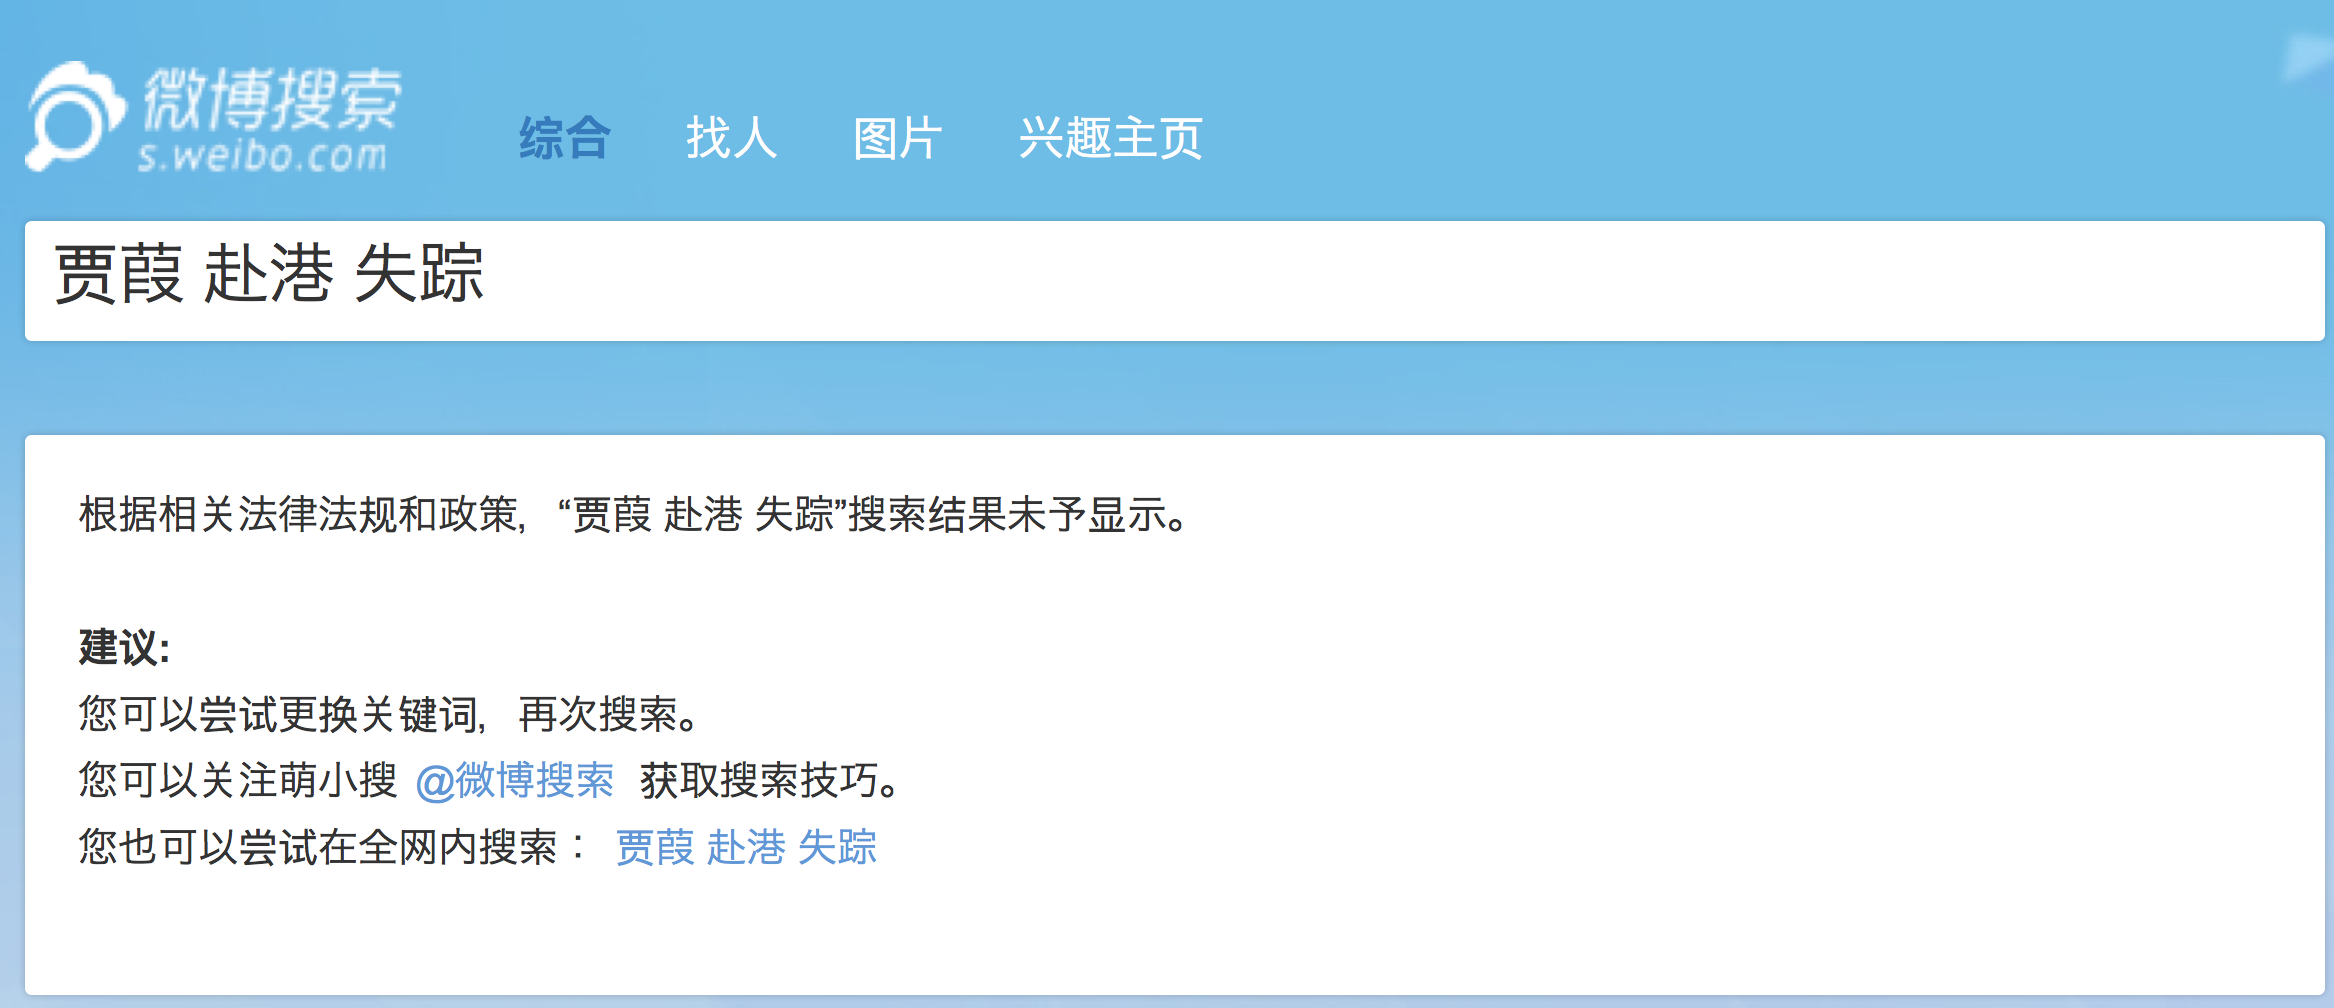 微博搜索
s.weibo.com
综合 找人 图片 兴趣主页
贾葭 赴港 失踪
根据相关法律法规和政策，“贾葭 赴港 失踪”搜索结果未予显示。
建议:
您可以尝试更换关键词，再次搜索。
您可以关注萌小搜 @微博搜索 获取搜索技巧。
您也可以尝试在全网内搜索： 贾葭 赴港 失踪